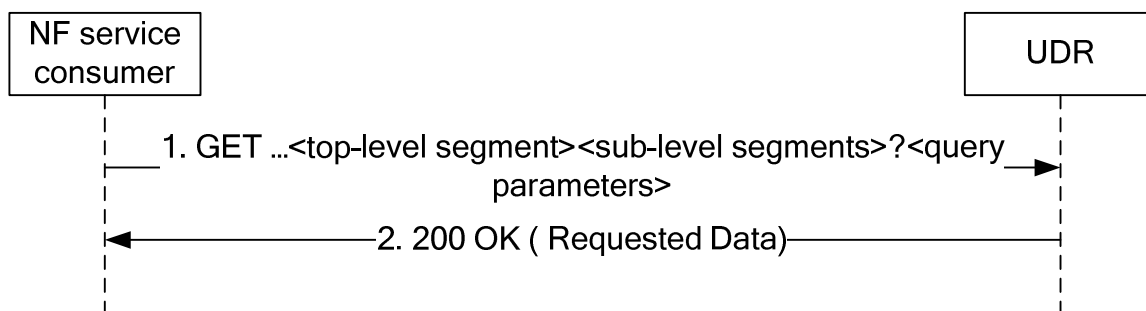 NF service
consumer
UDR
1. GET ...<top-level segment><sub-level segments>?<query
parameters>
2. 200 OK ( Requested Data)